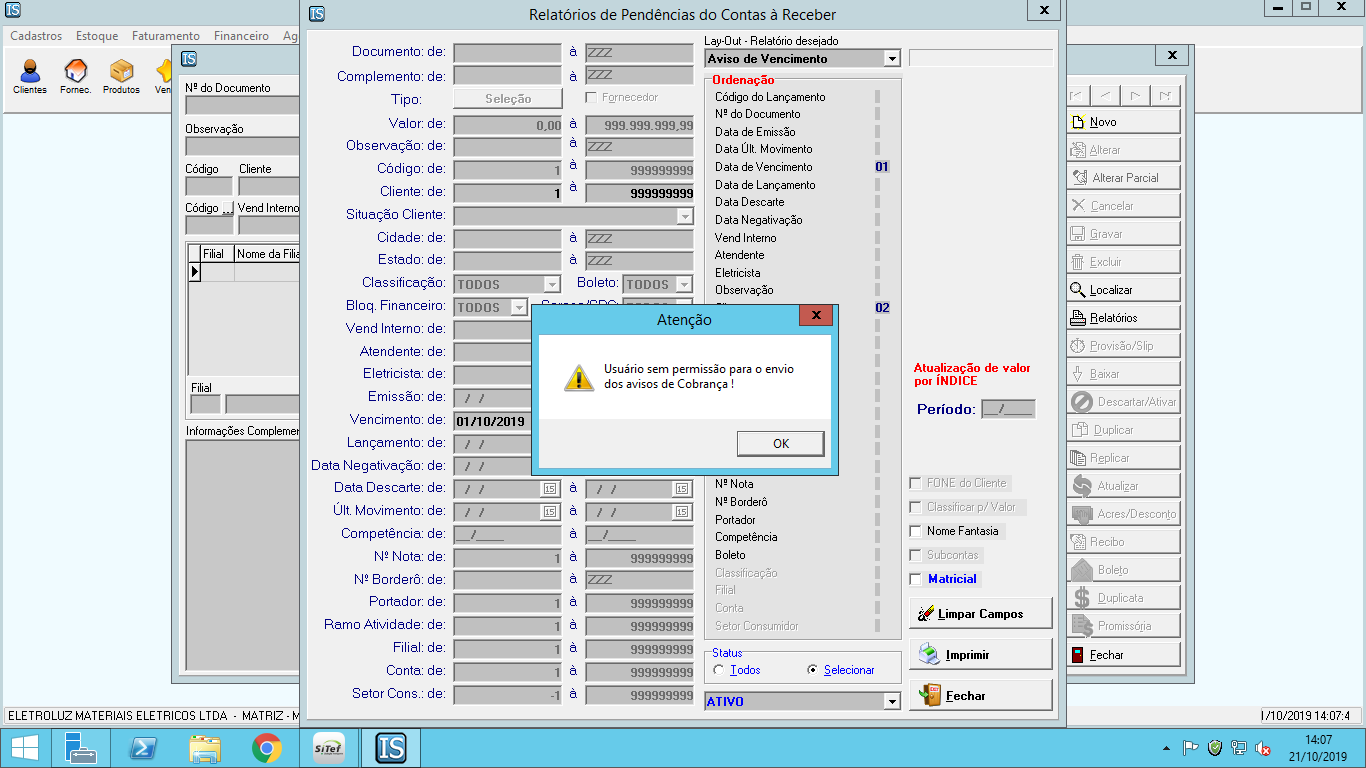 Relatórios de Pendências do Contas à Receber
Cadastros Estoque Faturamento Financeiro Ag
Clientes Fornec. Produtos Ven
Nº do Documento
Observação
Código Cliente
Código ... Vend Interno
Filial Nome da Filia
Filial
Informações Complemen
Documento: de: à ZZZ
Complemento: de: à ZZZ
Tipo: Seleção Fornecedor
Valor: de: 0,00 à 999.999.999,99
Observação: de: à ZZZ
Código: de: 1 à 999999999
Cliente: de: 1 à 999999999
Situação Cliente:
Cidade: de: à ZZZ
Estado: de: à ZZZ
Classificação: TODOS Boleto: TODOS
Bloq. Financeiro: TODOS
Vend Interno: de:
Atendente: de:
Eletricista: de:
Emissão: de: / /
Vencimento: de: 01/10/2019
Lançamento: de: / /
Data Negativação: de: / /
Data Descarte: de: / / 15 à / / 15
Últ. Movimento: de: / / 15 à / / 15
Competência: de: __/____ à __/____
Nº Nota: de: 1 à 999999999
Nº Borderô: de: à ZZZ
Portador: de: 1 à 999999999
Ramo Atividade: de: 1 à 999999999
Filial: de: 1 à 999999999
Conta: de: 1 à 999999999
Setor Cons.: de: -1 à 999999999
Lay-Out - Relatório desejado
Aviso de Vencimento
Ordenação
Código do Lançamento
Nº do Documento
Data de Emissão
Data Últ. Movimento
Data de Vencimento 01
Data de Lançamento
Data Descarte
Data Negativação
Vend Interno
Atendente
Eletricista
Observação
02
Atenção
Usuário sem permissão para o envio
dos avisos de Cobrança !
OK
Nº Nota
Nº Borderô
Portador
Competência
Boleto
Classificação
Filial
Conta
Setor Consumidor
Status
Todos Selecionar
ATIVO
Atualização de valor
por ÍNDICE
Período: __/____
FONE do Cliente
Classificar p/ Valor
Nome Fantasia
Subcontas
Matricial
Limpar Campos
Imprimir
Fechar
Novo
Alterar
Alterar Parcial
Cancelar
Gravar
Excluir
Localizar
Relatórios
Provisão/Slip
Baixar
Descartar/Ativar
Duplicar
Replicar
Atualizar
Acres/Desconto
Recibo
Boleto
Duplicata
Promissória
Fechar
ELETROLUZ MATERIAIS ELETRICOS LTDA - MATRIZ - M
1/10/2019 14:07:4
SiTef
IS
14:07
21/10/2019